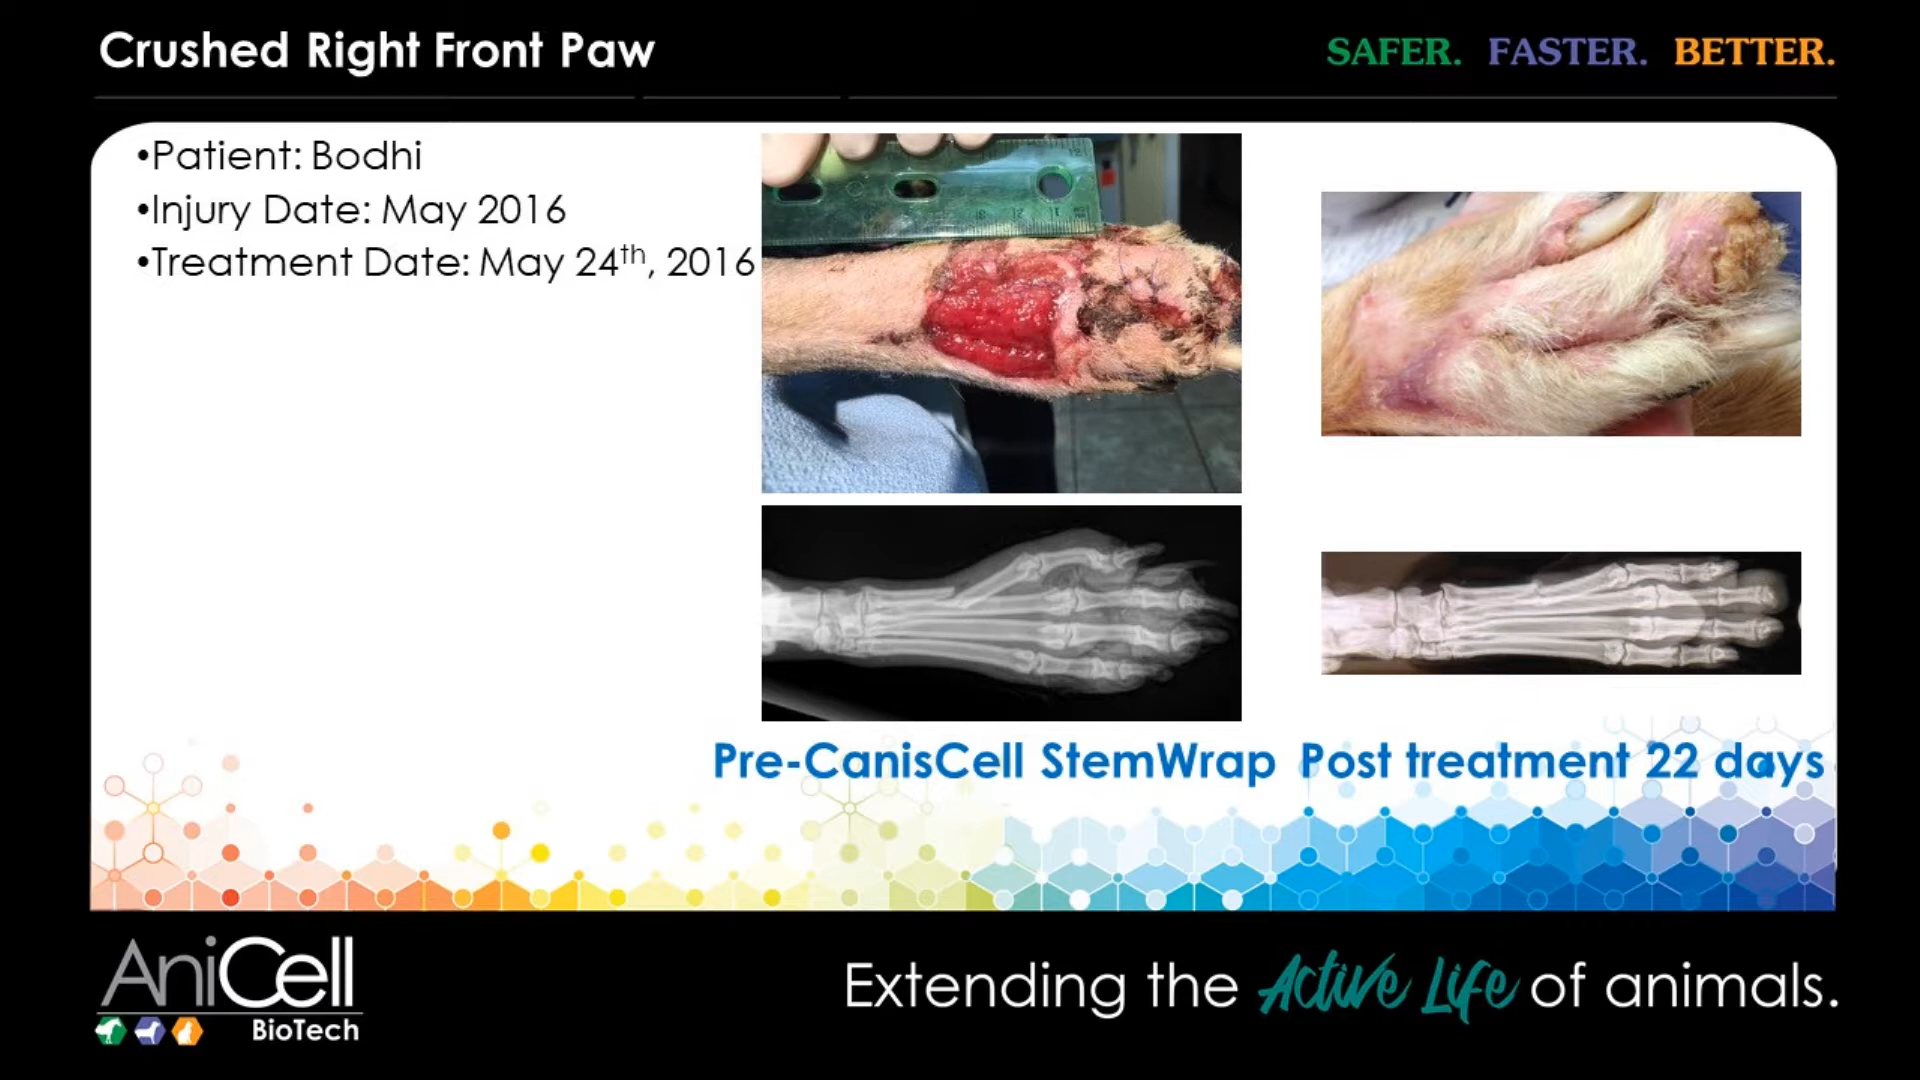 Crushed Right Front Paw
SAFER. FASTER. BETTER.
•Patient: Bodhi
•Injury Date: May 2016
•Treatment Date: May 24th, 2016
Pre-CanisCell StemWrap
Post treatment 22 days
AniCell
BioTech
Extending the Active Life of animals.